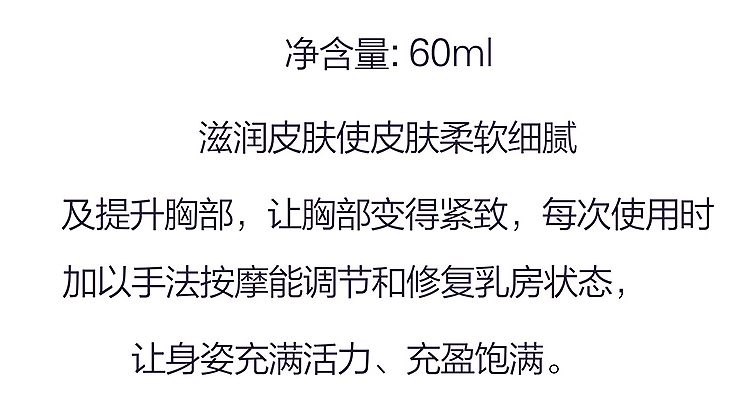 净含量: 60ml
滋润皮肤使皮肤柔软细腻
及提升胸部，让胸部变得紧致，每次使用时
加以手法按摩能调节和修复乳房状态，
让身姿充满活力、充盈饱满。